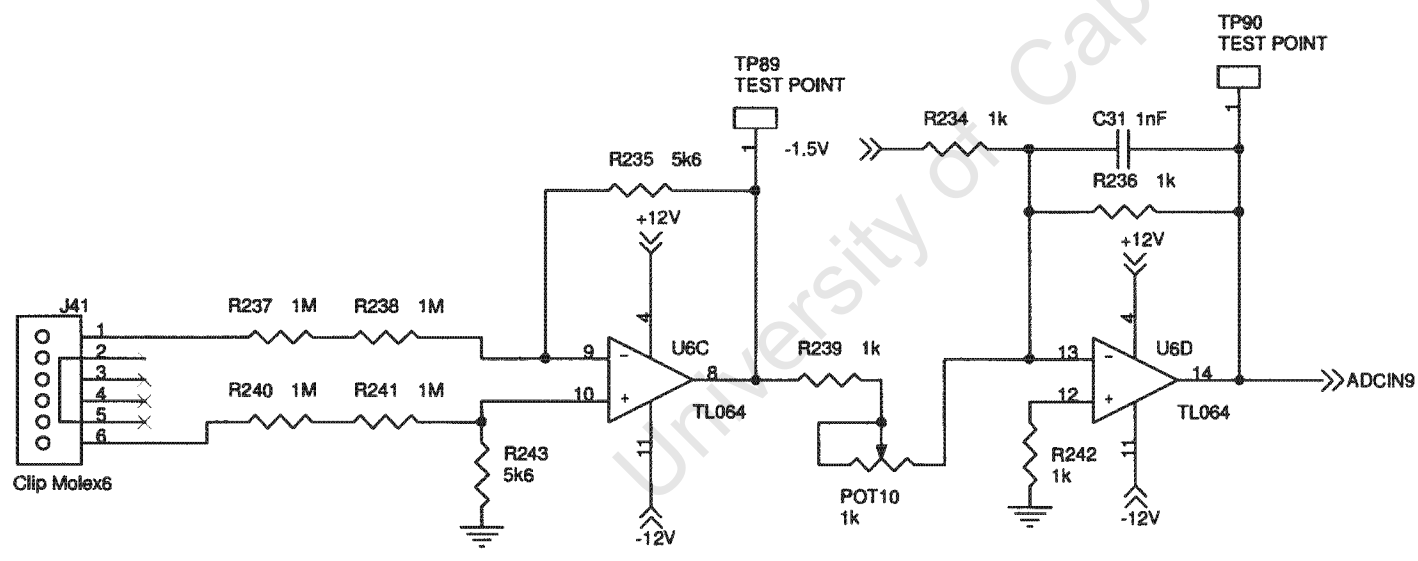 TP90
TEST POINT
TP89
TEST POINT
1
1
R234 1k
C31 1nF
-1.5V
R235 5k6
R236 1k
+12V
+12V
J41
R237 1M R238 1M
1
2
3
4
5
6
4
4
9
U6C
R239 1k
13
U6D
8
14
ADCIN9
R240 1M R241 1M
10
12
TL064
TL064
11
11
R243
5k6
R242
1k
Clip Molex6
POT10
1k
-12V
-12V
University of Cap